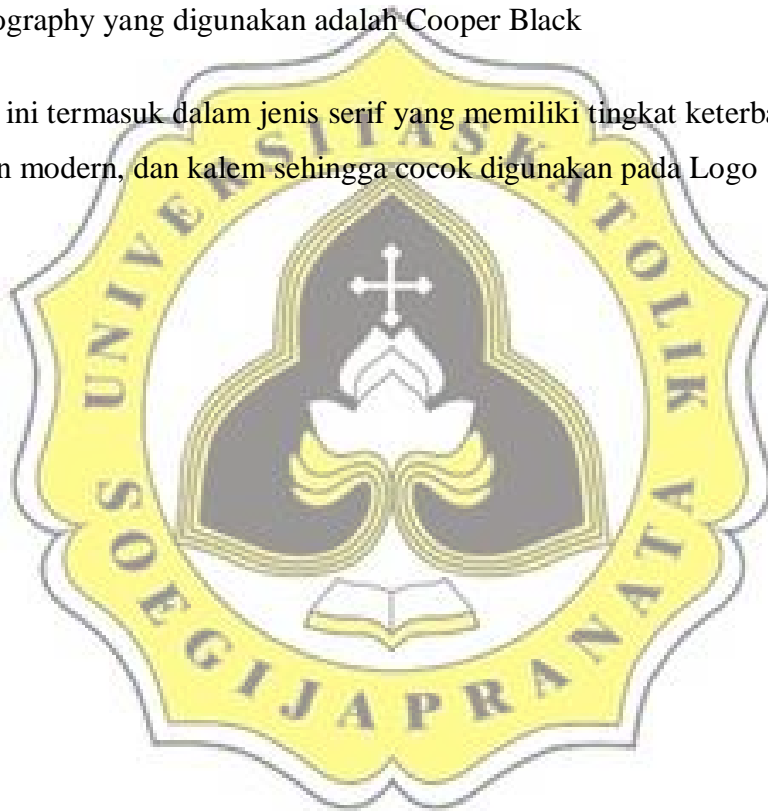 ography yang digunakan adalah Cooper Black
ini termasuk dalam jenis serif yang memiliki tingkat keterba
n modern, dan kalem sehingga cocok digunakan pada Logo
UNIVERSITAS KATOLIK
SOEGIJAPRANATA